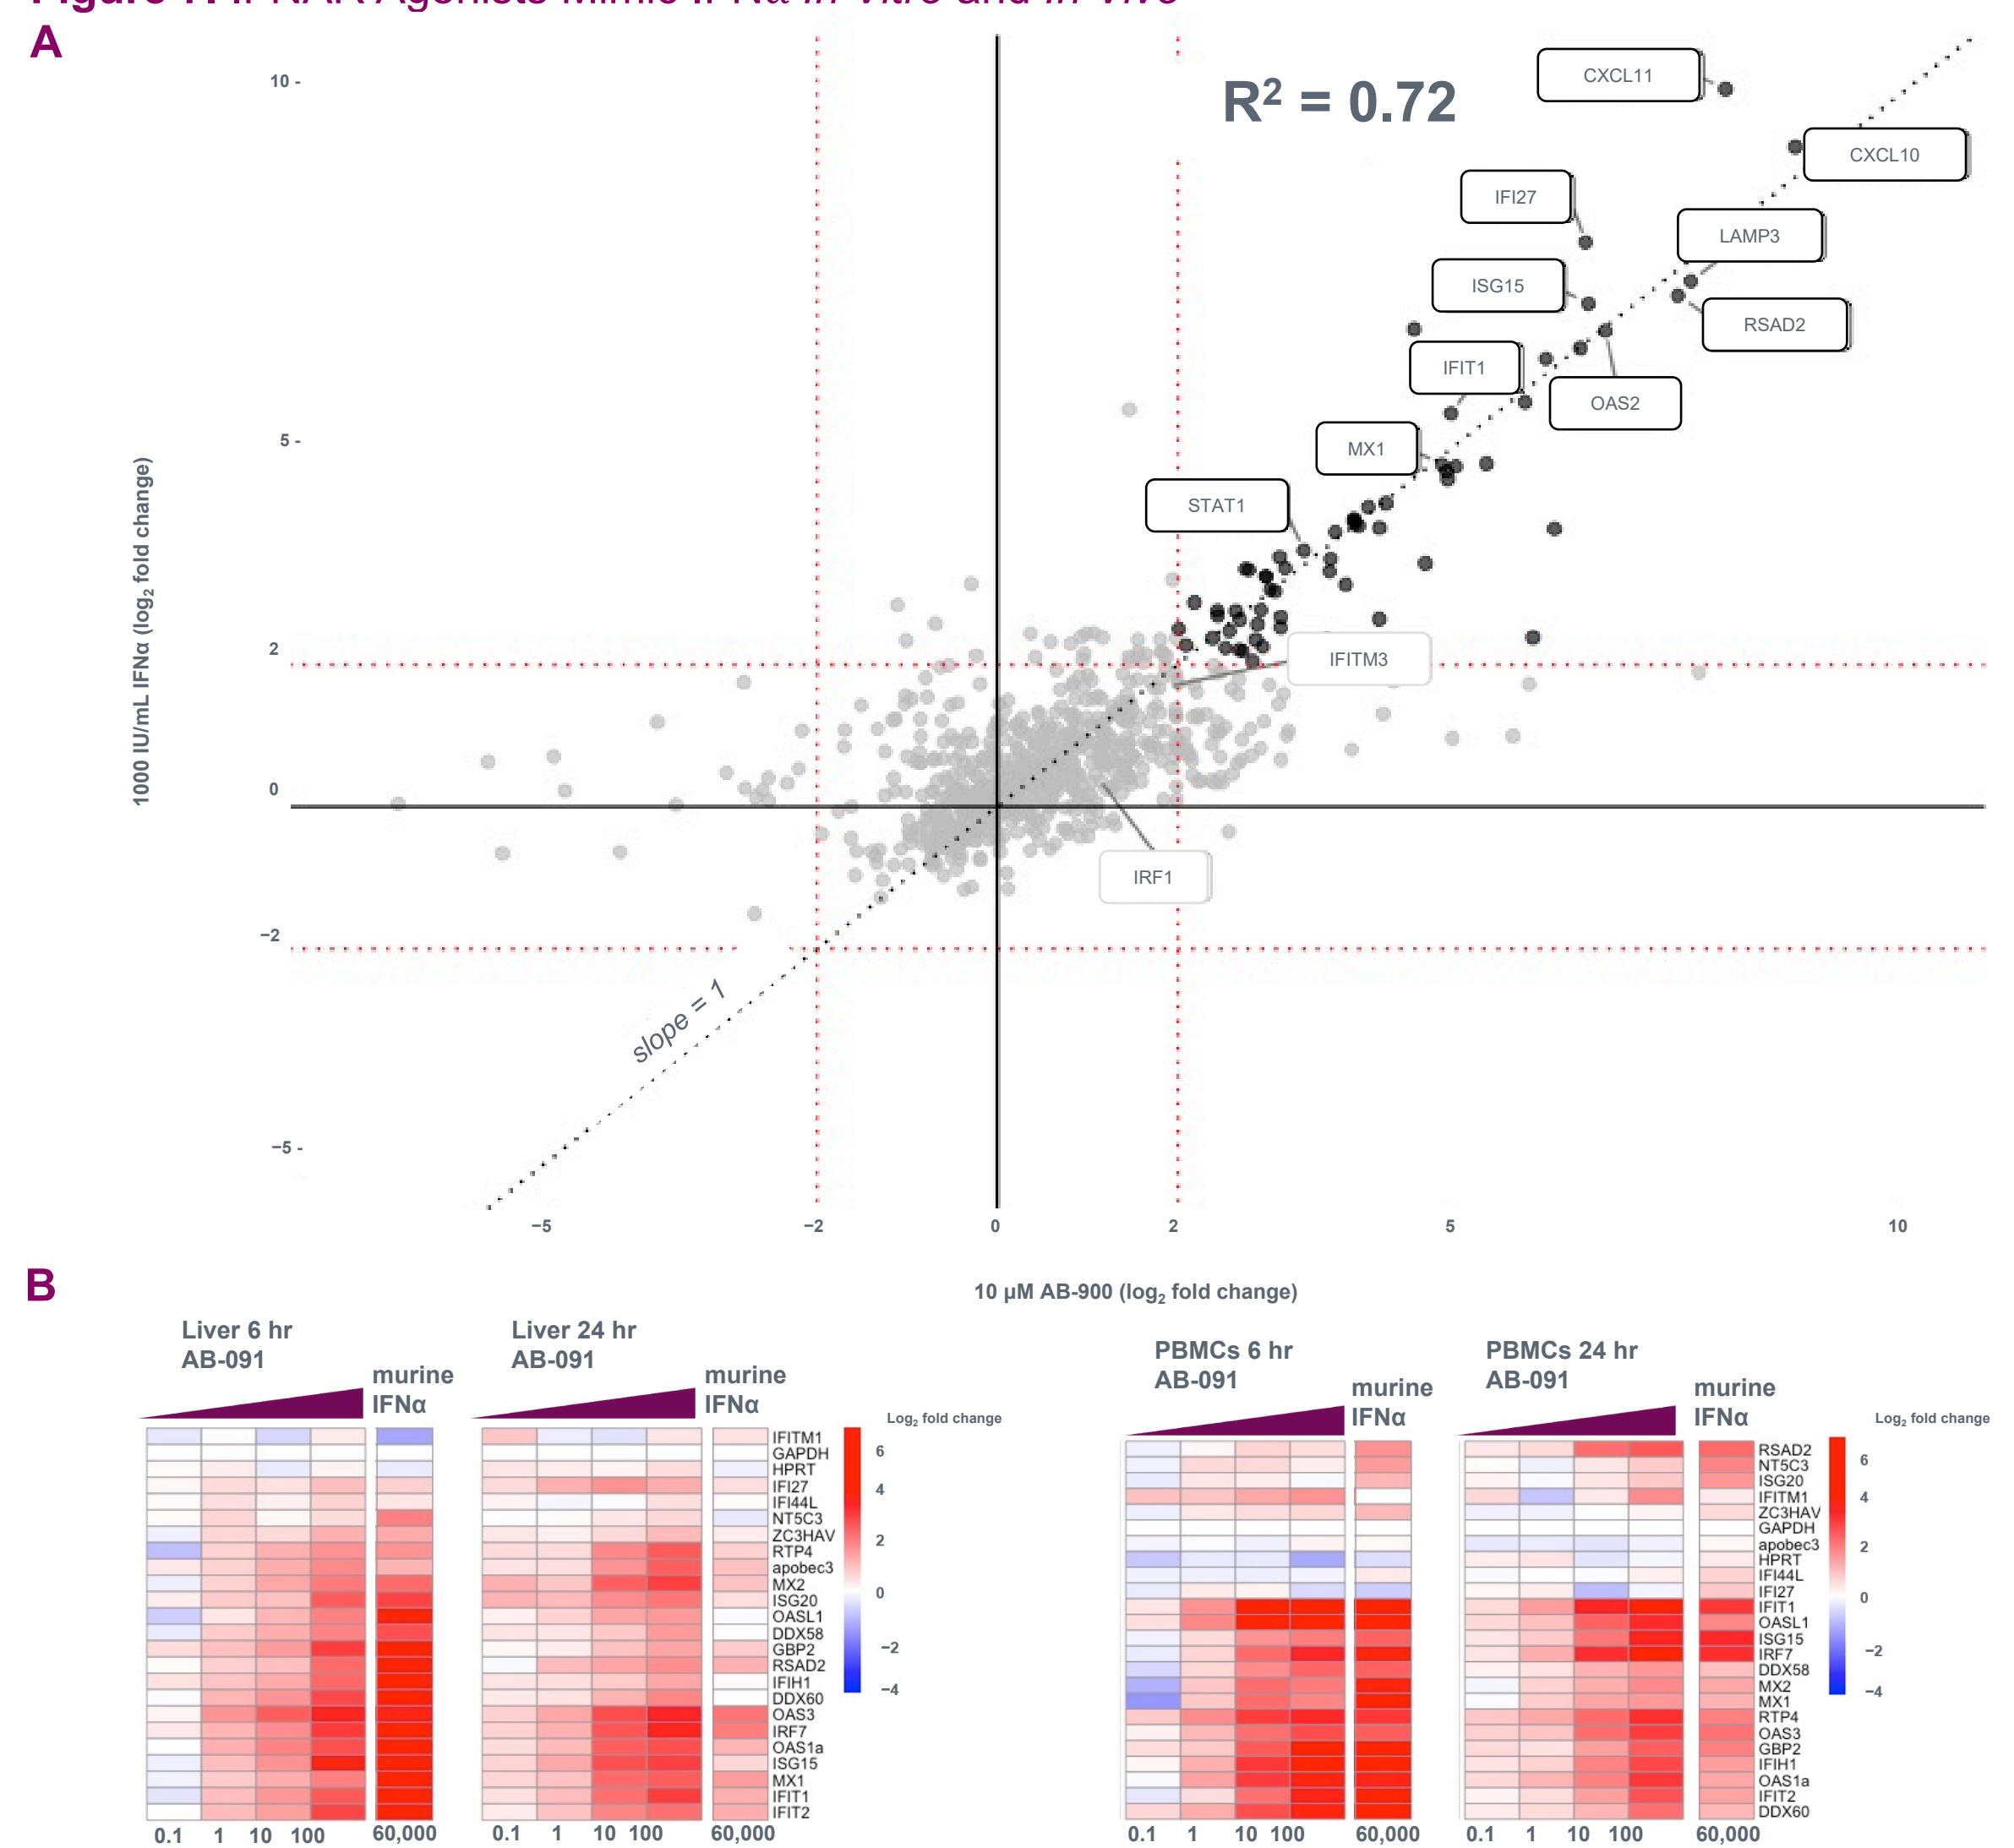 A
10 -
R² = 0.72
CXCL11
CXCL10
IFI27
LAMP3
ISG15
RSAD2
IFIT1
OAS2
5 -
MX1
STAT1
1000 IU/mL IFNα (log₂ fold change)
2
IFITM3
0
IRF1
−2
slope = 1
−5 -
−5
−2
0
2
5
10
10 µM AB-900 (log₂ fold change)
B
Liver 6 hr
AB-091
murine
IFNα
Liver 24 hr
AB-091
murine
IFNα
Log₂ fold change
6
4
2
0
−2
−4
IFITM1
GAPDH
HPRT
IFI27
IFI44L
NT5C3
ZC3HAV
RTP4
apobec3
MX2
ISG20
OASL1
DDX58
GBP2
RSAD2
IFIH1
DDX60
OAS3
IRF7
OAS1a
ISG15
MX1
IFIT1
IFIT2
0.1 1 10 100 60,000
0.1 1 10 100 60,000
PBMCs 6 hr
AB-091
murine
IFNα
PBMCs 24 hr
AB-091
murine
IFNα
Log₂ fold change
6
4
2
0
−2
−4
RSAD2
NT5C3
ISG20
IFITM1
ZC3HAV
GAPDH
apobec3
HPRT
IFI44L
IFI27
IFIT1
OASL1
ISG15
IRF7
DDX58
MX2
MX1
RTP4
OAS3
GBP2
IFIH1
OAS1a
IFIT2
DDX60
0.1 1 10 100 60,000
0.1 1 10 100 60,000